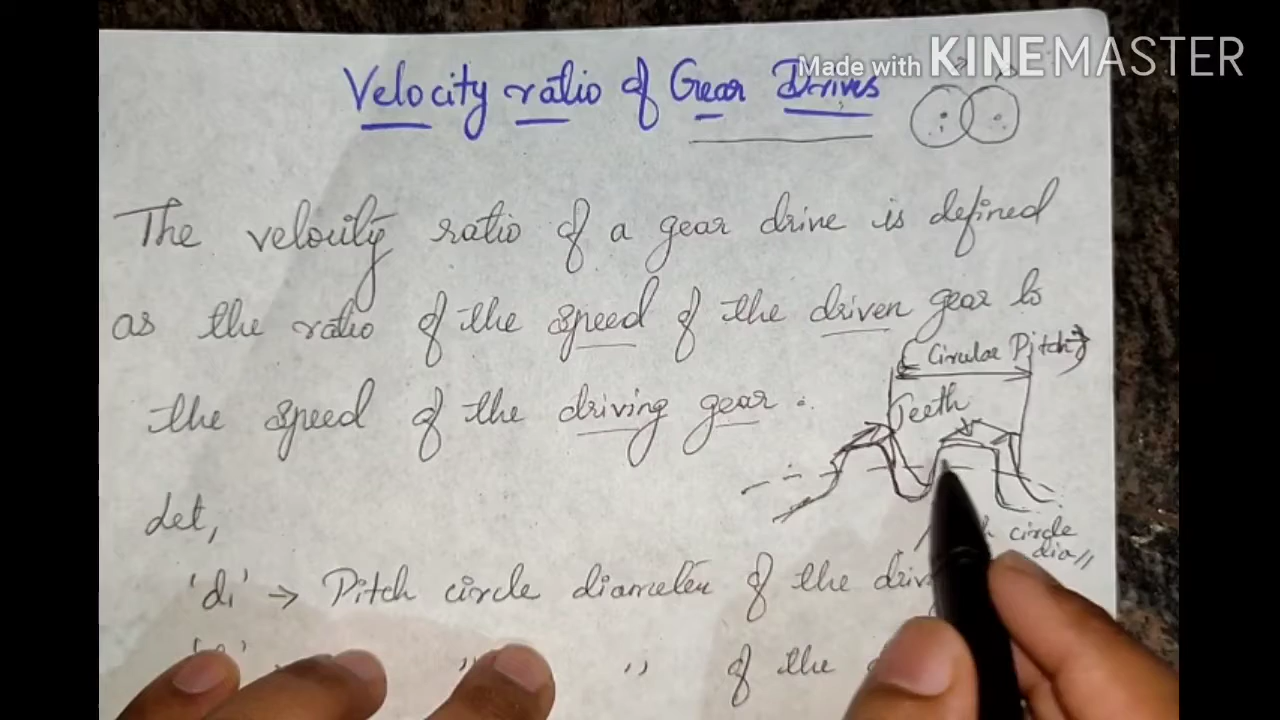 Made with KINEMASTER
Velocity ratio of Gear Drives
The velocity ratio of a gear drive is defined
as the ratio of the speed of the driven gear to
Circular Pitch
the speed of the driving gear.
Teeth
Let,
circle
dia//
'd1' → Pitch circle diameter of the
,, ,, of the